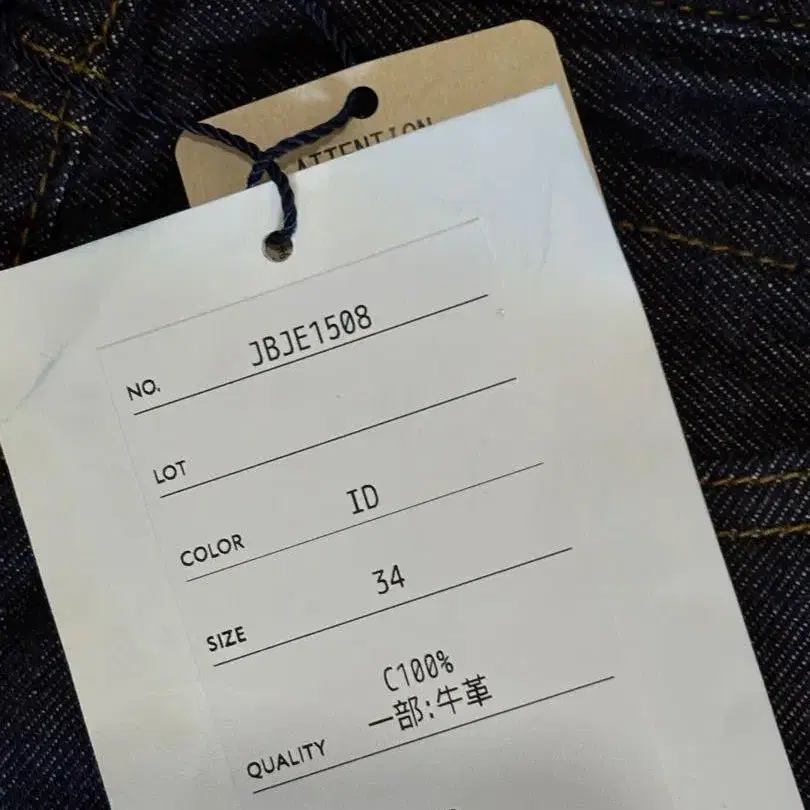 ATTENTION
NO. JBJE1508
LOT
COLOR ID
SIZE 34
C100%
QUALITY 一部:牛革